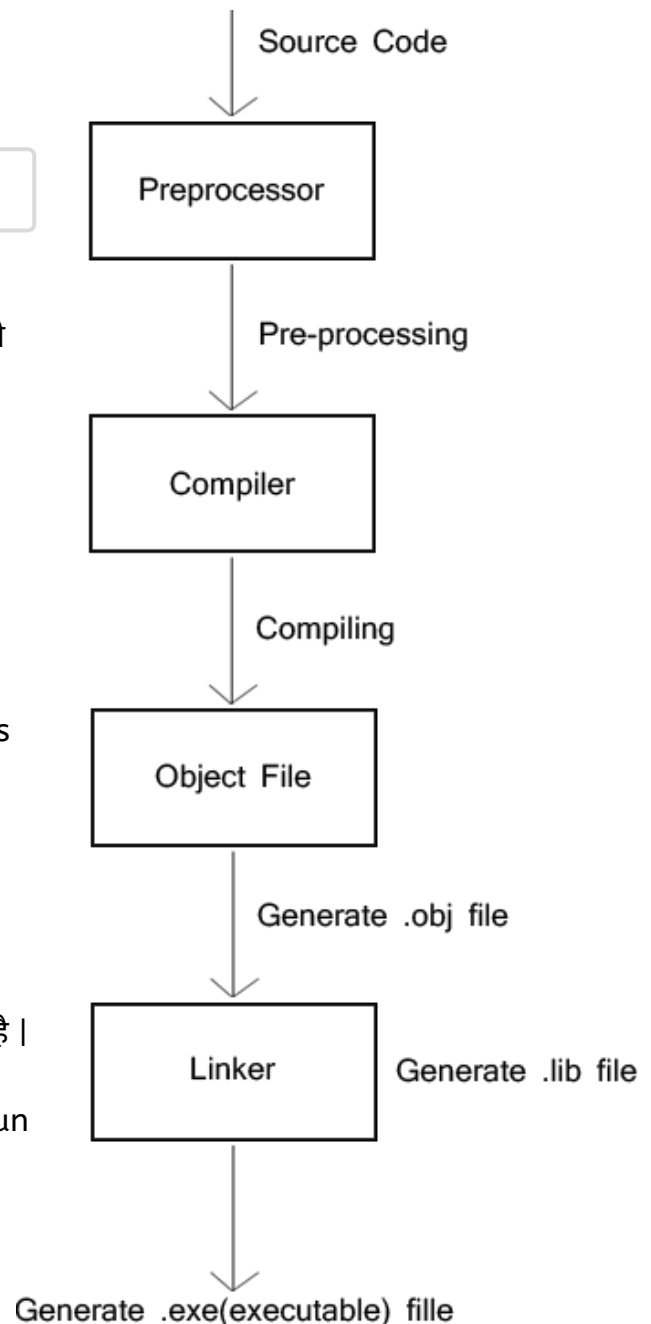 Source Code
Preprocessor
Pre-processing
Compiler
Compiling
s
Object File
Generate .obj file
है |
Linker
Generate .lib file
un
Generate .exe(executable) fille